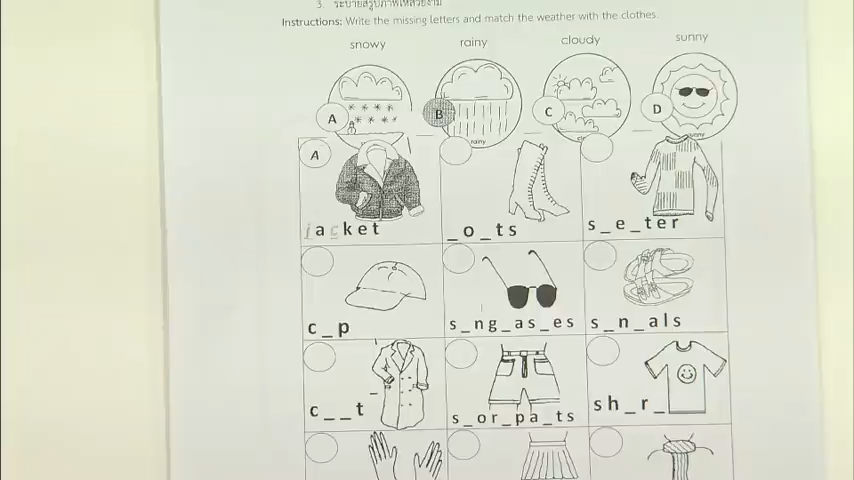 3. ระบายสีรูปภาพให้สวยงาม
Instructions: Write the missing letters and match the weather with the clothes.
snowy rainy cloudy sunny
A B C D
rainy sunny
A
jacket _o_ts s_e_ter
c_p s_ng_as_es s_n_als
c__t s_or_pa_ts sh_r_